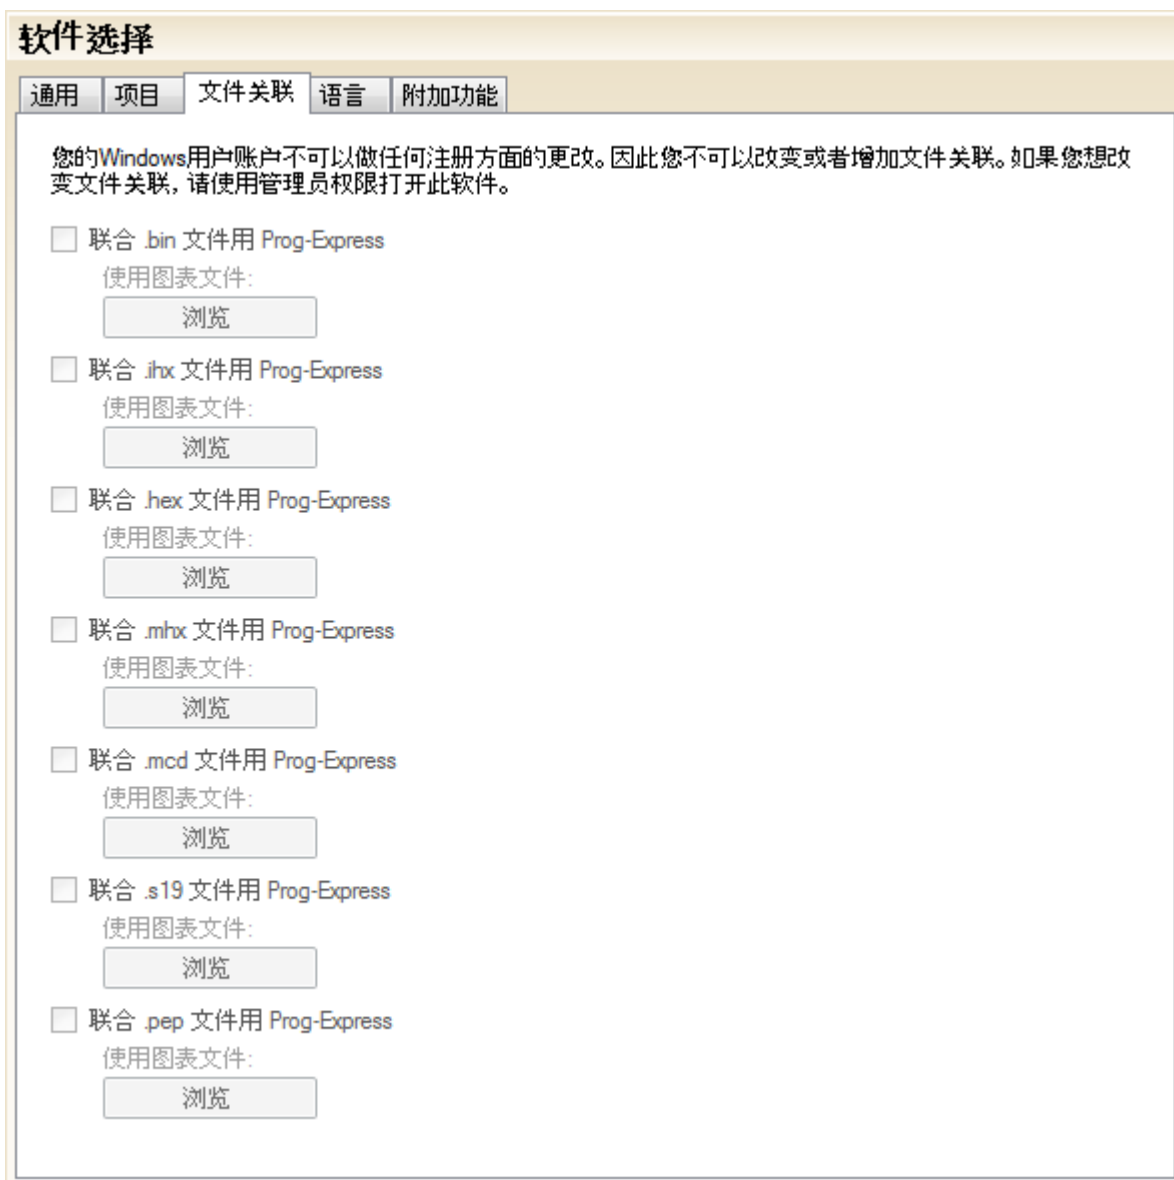 软件选择
通用 项目 文件关联 语言 附加功能
您的Windows用户账户不可以做任何注册方面的更改。因此您不可以改变或者增加文件关联。如果您想改
变文件关联, 请使用管理员权限打开此软件。
联合 .bin 文件用 Prog-Express
使用图表文件:
浏览
联合 .ihx 文件用 Prog-Express
使用图表文件:
浏览
联合 .hex 文件用 Prog-Express
使用图表文件:
浏览
联合 .mhx 文件用 Prog-Express
使用图表文件:
浏览
联合 .mcd 文件用 Prog-Express
使用图表文件:
浏览
联合 .s19 文件用 Prog-Express
使用图表文件:
浏览
联合 .pep 文件用 Prog-Express
使用图表文件:
浏览